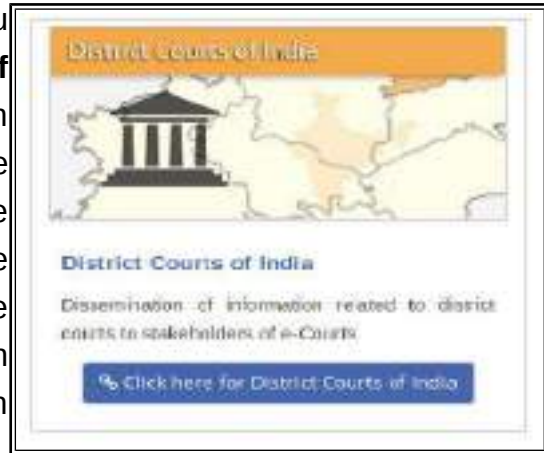 u
f
n
e
e
e
e
n
n
District Courts of India
District Courts of India
Dissemination of information related to district
courts to stakeholders of e-Courts
Click here for District Courts of India